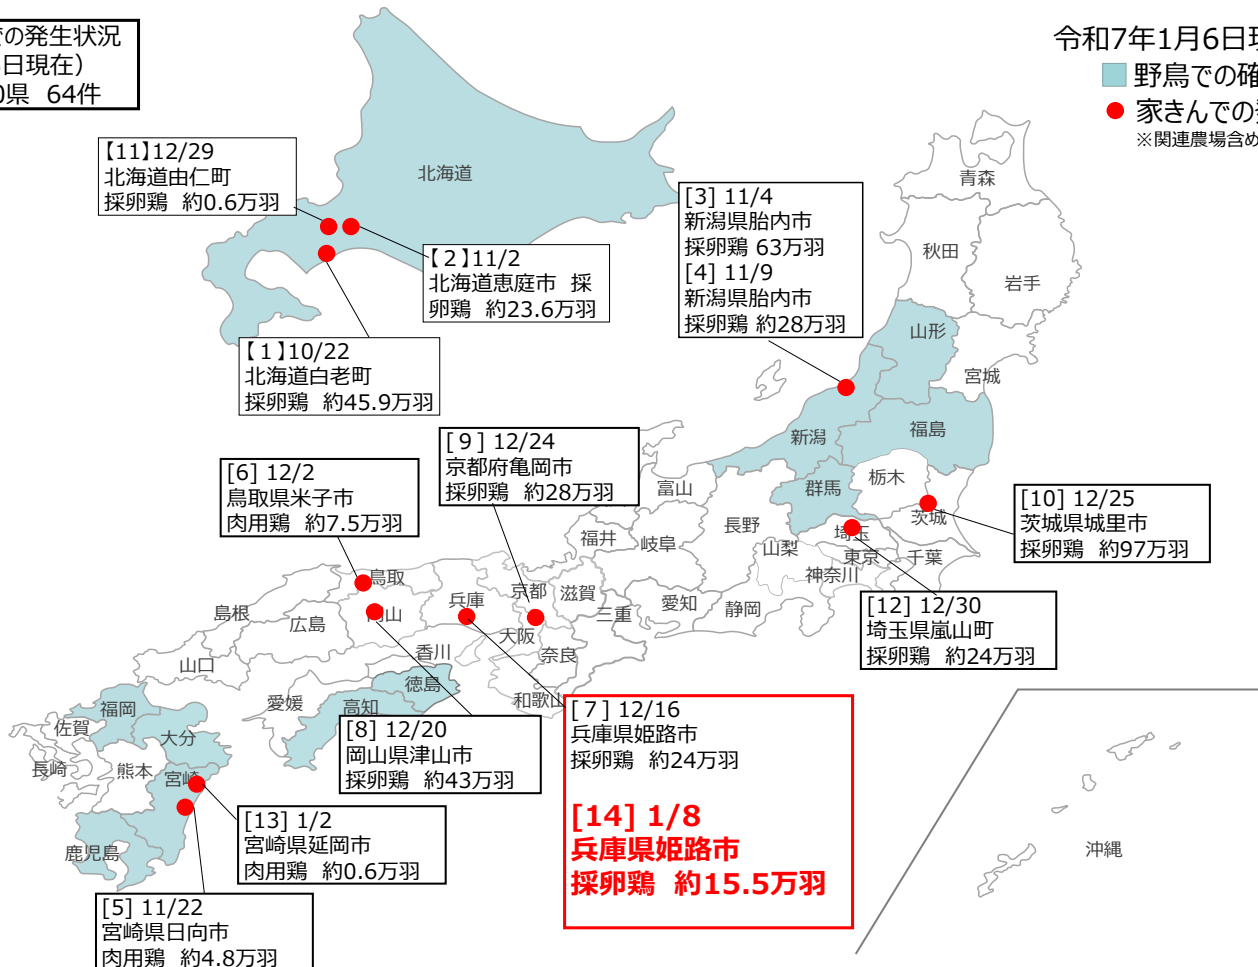 での発生状況
日現在）
県 64件
令和7年1月6日現
野鳥での確
家きんでの発
※関連農場含め
【11】12/29
北海道由仁町
採卵鶏 約0.6万羽
北海道
【２】11/2
北海道恵庭市 採
卵鶏 約23.6万羽
【１】10/22
北海道白老町
採卵鶏 約45.9万羽
[3] 11/4
新潟県胎内市
採卵鶏 63万羽
[4] 11/9
新潟県胎内市
採卵鶏 約28万羽
青森
秋田
岩手
山形
宮城
新潟
福島
群馬
栃木
茨城
埼玉
東京
千葉
神奈川
山梨
長野
富山
岐阜
福井
静岡
愛知
三重
滋賀
京都
大阪
奈良
和歌山
兵庫
鳥取
岡山
島根
広島
山口
香川
徳島
高知
愛媛
福岡
佐賀
長崎
大分
熊本
宮崎
鹿児島
沖縄
[9] 12/24
京都府亀岡市
採卵鶏 約28万羽
[6] 12/2
鳥取県米子市
肉用鶏 約7.5万羽
[10] 12/25
茨城県城里市
採卵鶏 約97万羽
[12] 12/30
埼玉県嵐山町
採卵鶏 約24万羽
[8] 12/20
岡山県津山市
採卵鶏 約43万羽
[7] 12/16
兵庫県姫路市
採卵鶏 約24万羽
[14] 1/8
兵庫県姫路市
採卵鶏 約15.5万羽
[13] 1/2
宮崎県延岡市
肉用鶏 約0.6万羽
[5] 11/22
宮崎県日向市
肉用鶏 約4.8万羽